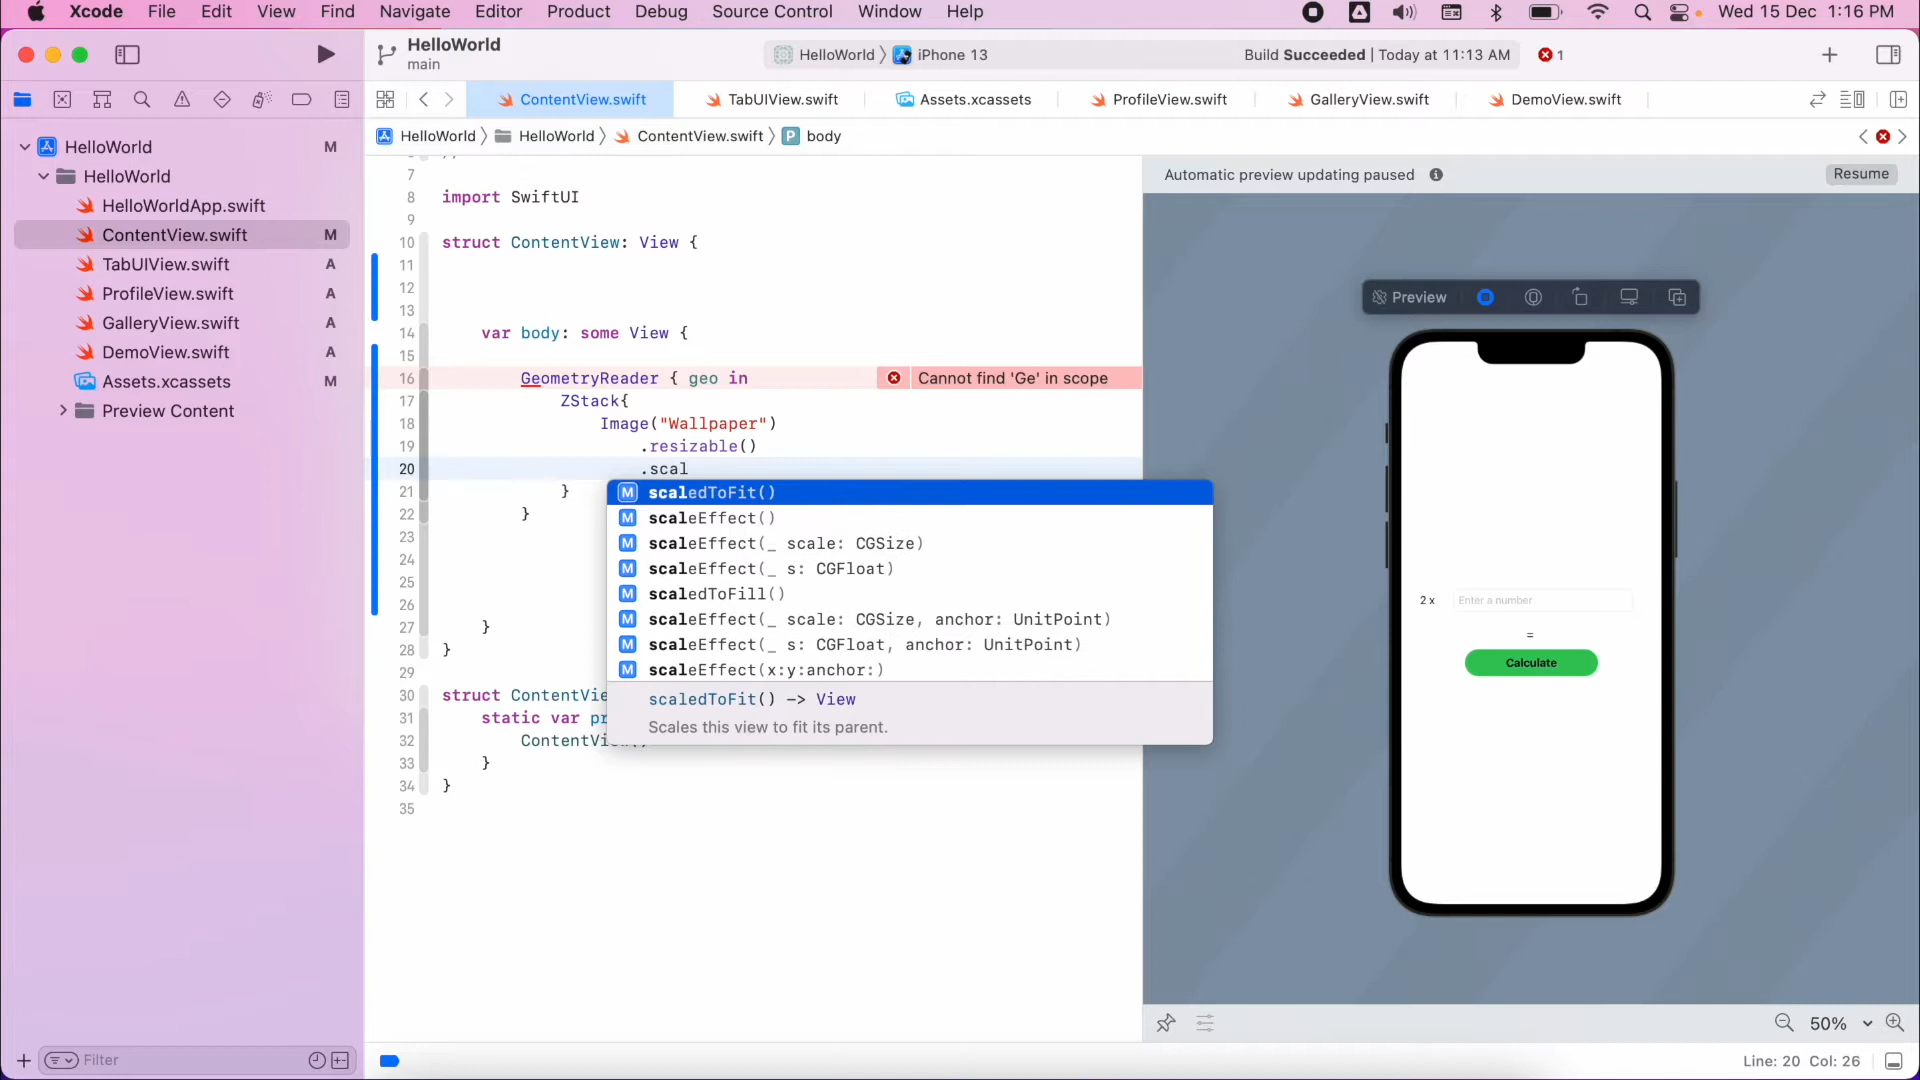 Xcode File Edit View Find Navigate Editor Product Debug Source Control Window Help Wed 15 Dec 1:16 PM
HelloWorld
main
HelloWorld 〉 iPhone 13
Build Succeeded | Today at 11:13 AM 1
ContentView.swift TabUIView.swift Assets.xcassets ProfileView.swift GalleryView.swift DemoView.swift
HelloWorld 〉 HelloWorld 〉 ContentView.swift 〉 P body
HelloWorld M
HelloWorld
HelloWorldApp.swift
ContentView.swift M
TabUIView.swift A
ProfileView.swift A
GalleryView.swift A
DemoView.swift A
Assets.xcassets M
Preview Content
Filter
7
8 import SwiftUI
9
10 struct ContentView: View {
11
12
13
14 var body: some View {
15
16 GeometryReader { geo in Cannot find 'Ge' in scope
17 ZStack{
18 Image("Wallpaper")
19 .resizable()
20 .scal
21 }
22 }
23
24
25
26
27 }
28 }
29
30 struct ContentVie
31 static var pr
32 ContentVi
33 }
34 }
35
M scaledToFit()
M scaleEffect()
M scaleEffect(_ scale: CGSize)
M scaleEffect(_ s: CGFloat)
M scaledToFill()
M scaleEffect(_ scale: CGSize, anchor: UnitPoint)
M scaleEffect(_ s: CGFloat, anchor: UnitPoint)
M scaleEffect(x:y:anchor:)
scaledToFit() -> View
Scales this view to fit its parent.
Automatic preview updating paused Resume
Preview
2 x Enter a number
=
Calculate
50%
Line: 20 Col: 26